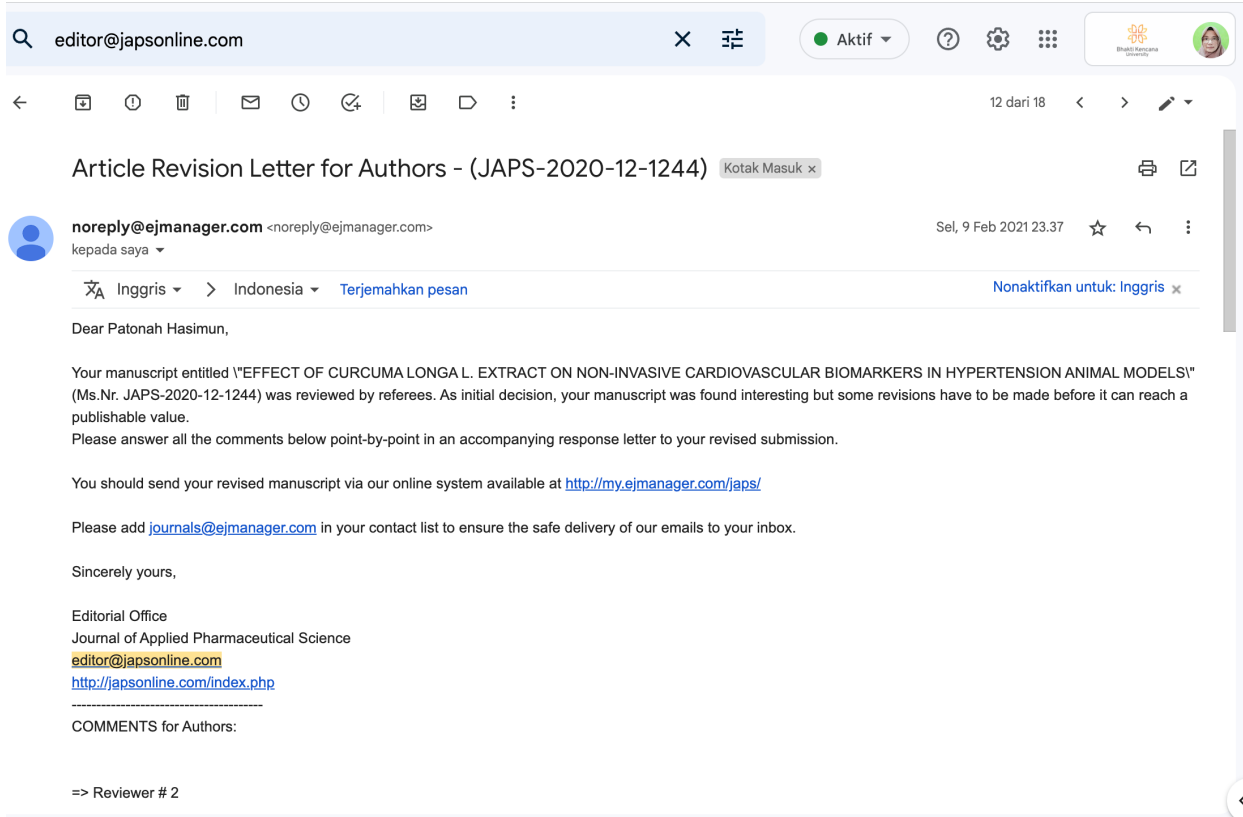 editor@japsonline.com
Aktif
Bhakti Kencana
University
12 dari 18
Article Revision Letter for Authors - (JAPS-2020-12-1244)
Kotak Masuk ×
noreply@ejmanager.com <noreply@ejmanager.com>
Sel, 9 Feb 2021 23.37
kepada saya
Inggris > Indonesia
Terjemahkan pesan
Nonaktifkan untuk: Inggris ×
Dear Patonah Hasimun,
Your manuscript entitled \"EFFECT OF CURCUMA LONGA L. EXTRACT ON NON-INVASIVE CARDIOVASCULAR BIOMARKERS IN HYPERTENSION ANIMAL MODELS\"
(Ms.Nr. JAPS-2020-12-1244) was reviewed by referees. As initial decision, your manuscript was found interesting but some revisions have to be made before it can reach a
publishable value.
Please answer all the comments below point-by-point in an accompanying response letter to your revised submission.
You should send your revised manuscript via our online system available at http://my.ejmanager.com/japs/
Please add journals@ejmanager.com in your contact list to ensure the safe delivery of our emails to your inbox.
Sincerely yours,
Editorial Office
Journal of Applied Pharmaceutical Science
editor@japsonline.com
http://japsonline.com/index.php
---------------------------------------
COMMENTS for Authors:
=> Reviewer # 2